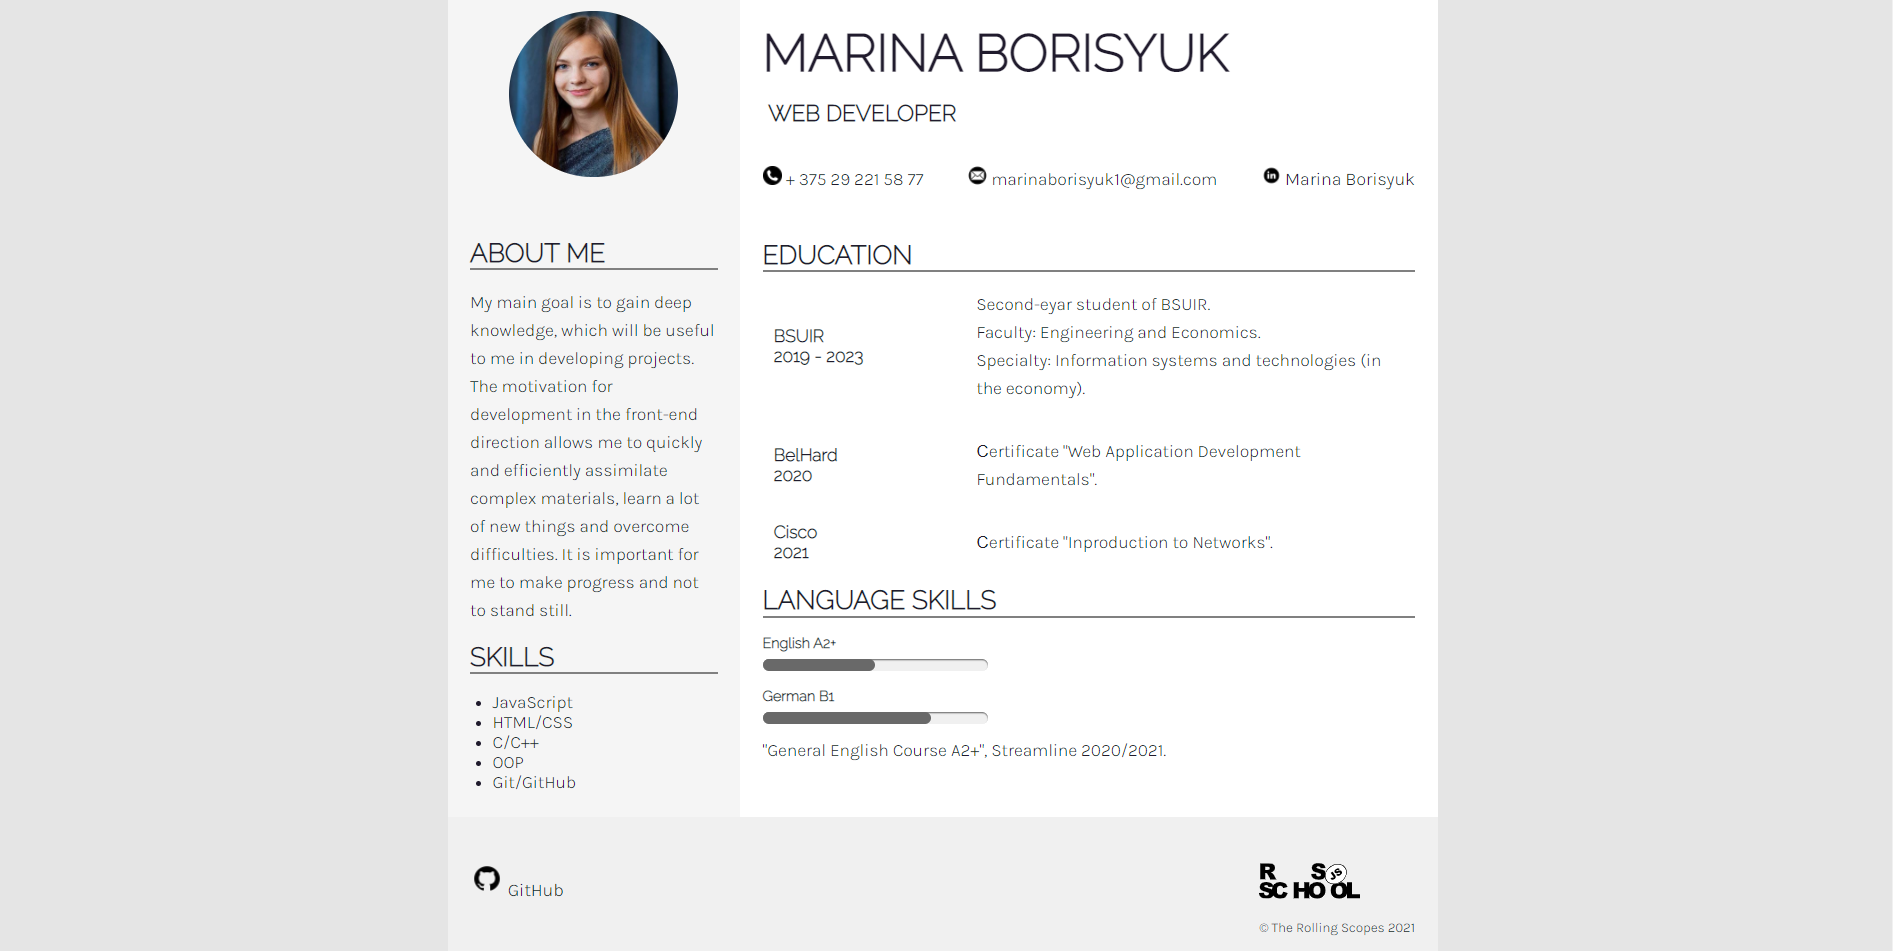 MARINA BORISYUK
WEB DEVELOPER
+ 375 29 221 58 77
marinaborisyuk1@gmail.com
Marina Borisyuk
ABOUT ME
My main goal is to gain deep
knowledge, which will be useful
to me in developing projects.
The motivation for
development in the front-end
direction allows me to quickly
and efficiently assimilate
complex materials, learn a lot
of new things and overcome
difficulties. It is important for
me to make progress and not
to stand still.
SKILLS
JavaScript
HTML/CSS
C/C++
OOP
Git/GitHub
EDUCATION
BSUIR
2019 - 2023
Second-eyar student of BSUIR.
Faculty: Engineering and Economics.
Specialty: Information systems and technologies (in
the economy).
BelHard
2020
Certificate "Web Application Development
Fundamentals".
Cisco
2021
Certificate "Inproduction to Networks".
LANGUAGE SKILLS
English A2+
German B1
"General English Course A2+", Streamline 2020/2021.
GitHub
R S JS
SCHOOL
© The Rolling Scopes 2021